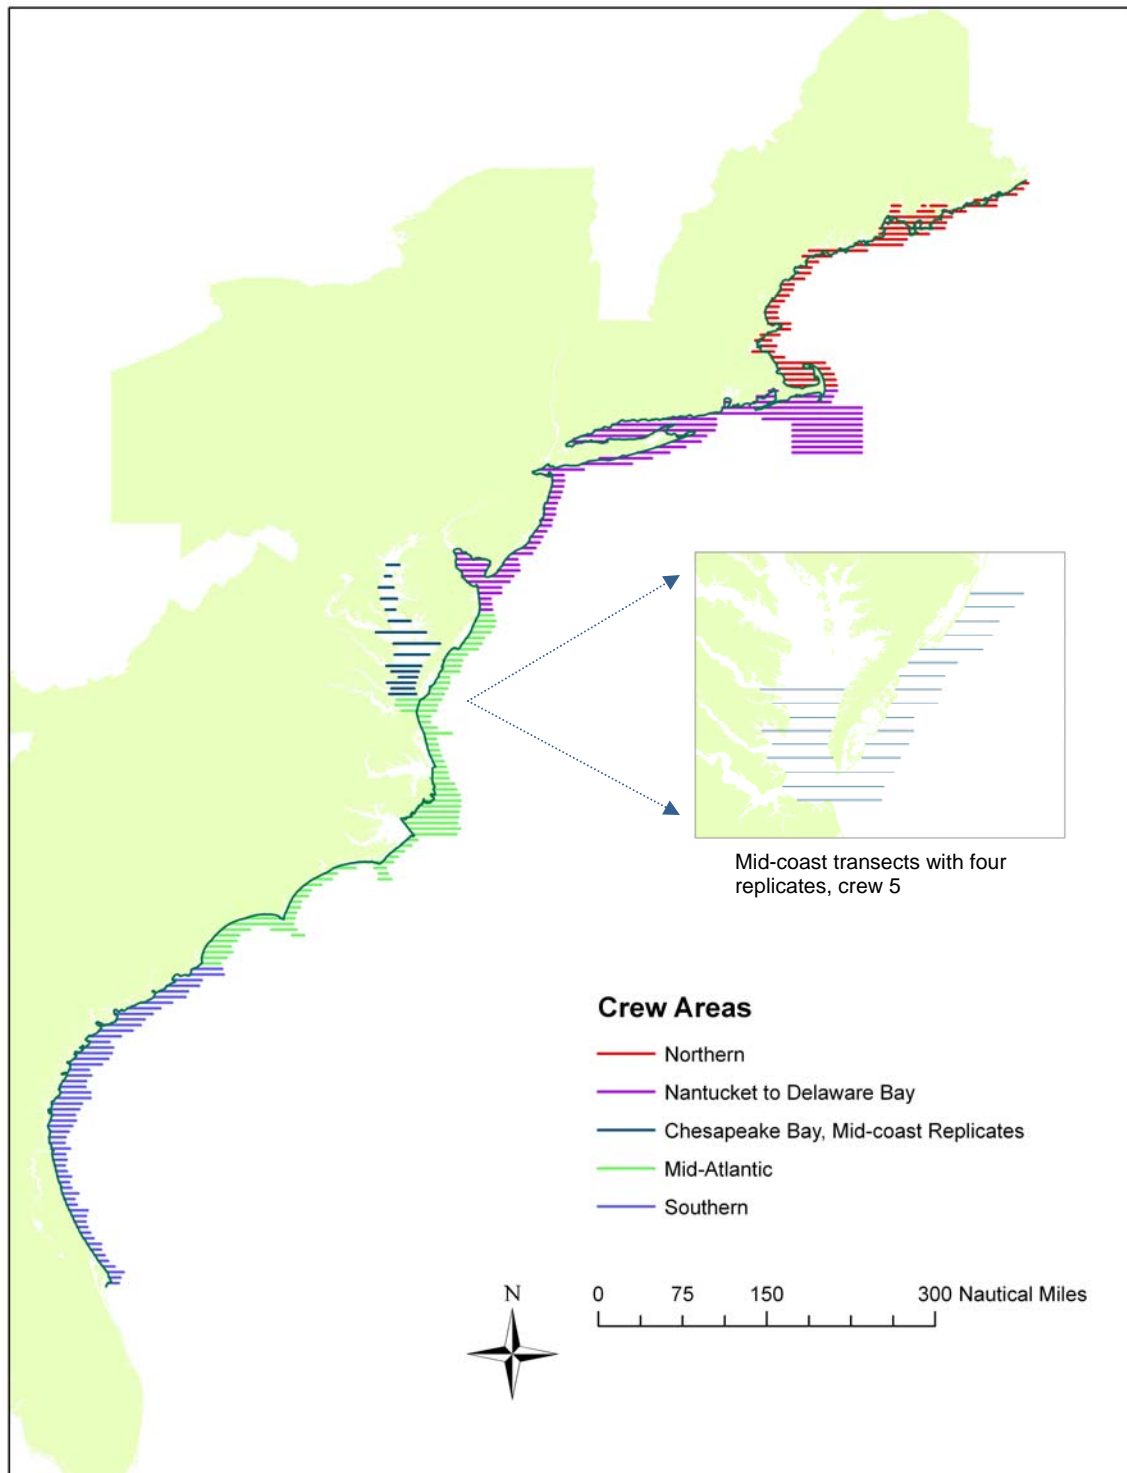 Mid-coast transects with four
replicates, crew 5
Crew Areas
Northern
Nantucket to Delaware Bay
Chesapeake Bay, Mid-coast Replicates
Mid-Atlantic
Southern
N
0 75 150 300 Nautical Miles